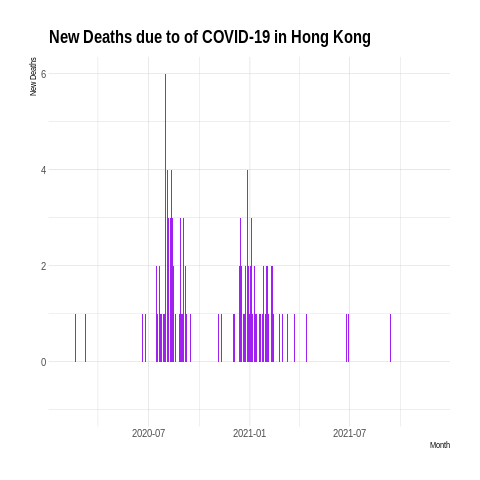 New Deaths due to of COVID-19 in Hong Kong
New Deaths
6
4
2
0
2020-07 2021-01 2021-07
Month